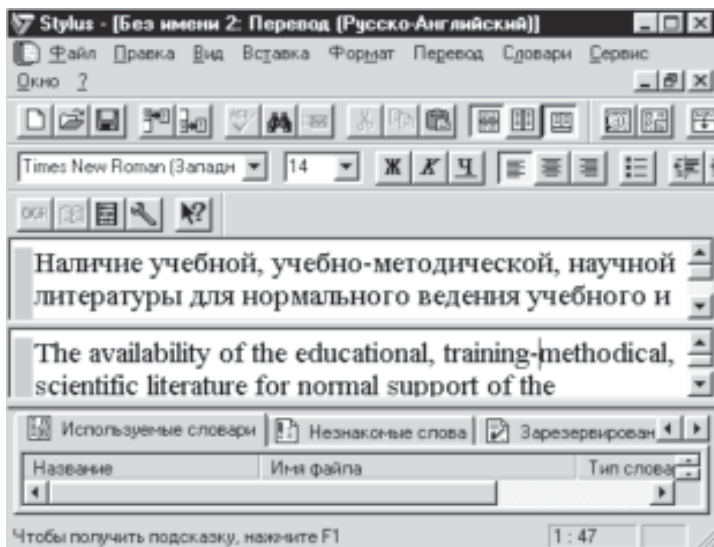 Stylus - [Без имени 2: Перевод (Русско-Английский)]
Файл Правка Вид Вставка Формат Перевод Словари Сервис
Окно ?
Times New Roman (Западн 14 Ж К Ч
OCR
Наличие учебной, учебно-методической, научной
литературы для нормального ведения учебного и
The availability of the educational, training-methodical,
scientific literature for normal support of the
Используемые словари Незнакомые слова Зарезервирован
Название Имя файла Тип слова
Чтобы получить подсказку, нажмите F1 1 : 47